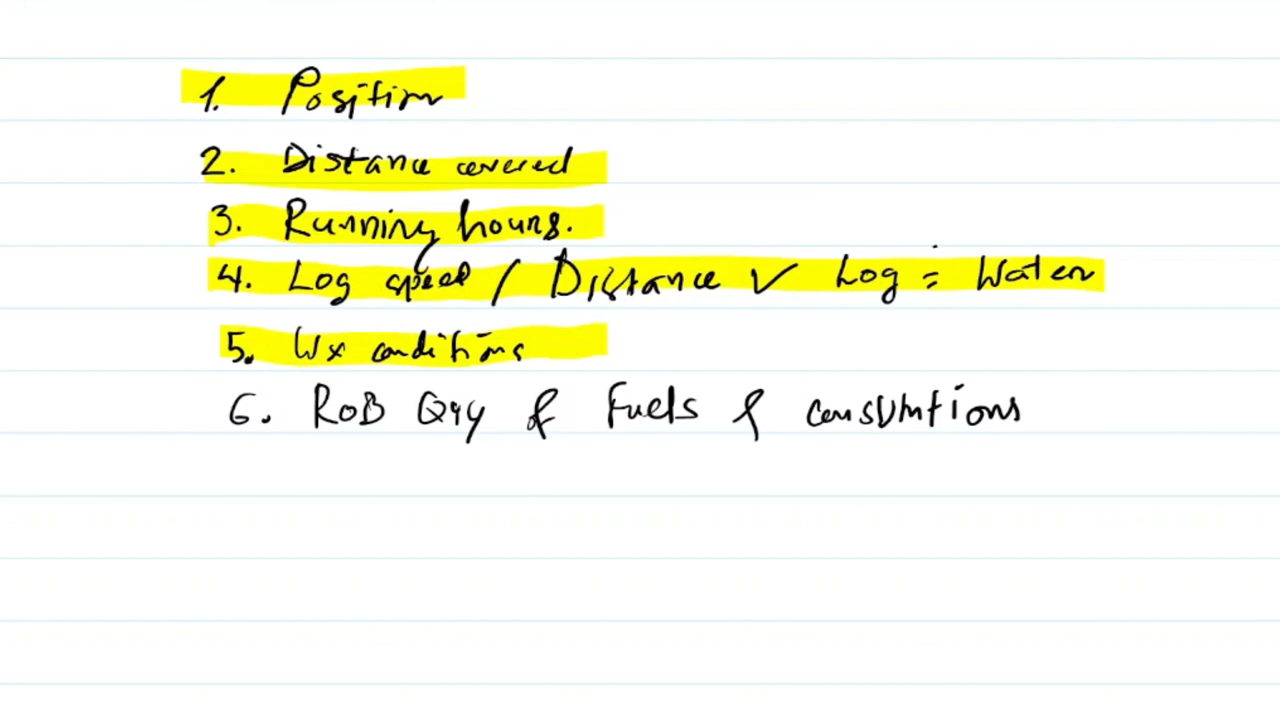 1. Position
2. Distance covered
3. Running hours.
4. Log speed / Distance ✓ Log = Water
5. Wx conditions
6. ROB Qty of Fuels & consumtions